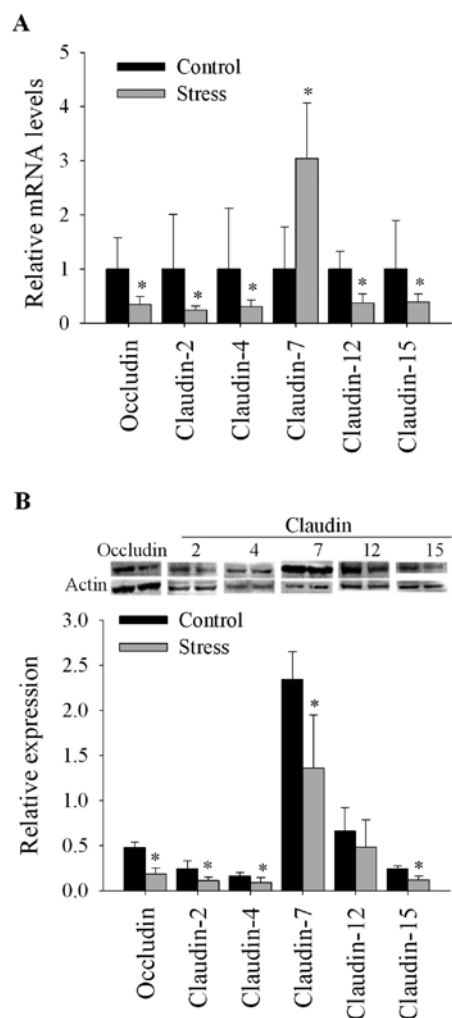 A
Relative mRNA levels
5
4
3
2
1
0
Control
Stress
*
* * * * *
Occludin
Claudin-2
Claudin-4
Claudin-7
Claudin-12
Claudin-15
B
Claudin
Occludin 2 4 7 12 15
Actin
Relative expression
3.0
2.5
2.0
1.5
1.0
0.5
0.0
Control
Stress
*
* * * *
Occludin
Claudin-2
Claudin-4
Claudin-7
Claudin-12
Claudin-15